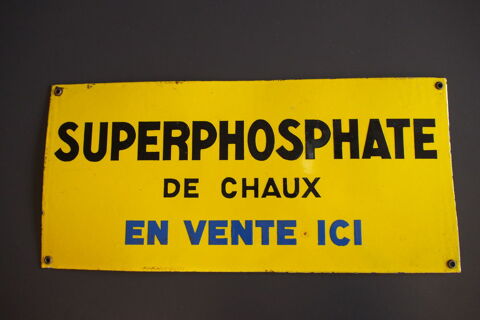 SUPERPHOSPHATE
DE CHAUX
EN VENTE ICI